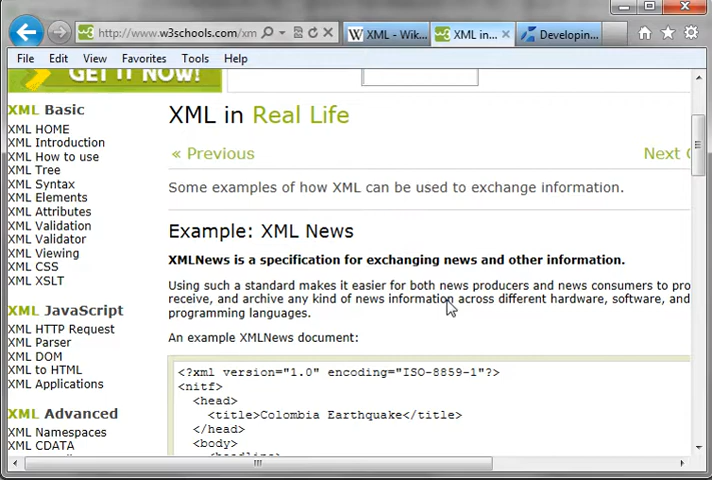 http://www.w3schools.com/xm
XML - Wik...
XML in...
Developin...
File Edit View Favorites Tools Help
GET IT NOW!
XML Basic
XML HOME
XML Introduction
XML How to use
XML Tree
XML Syntax
XML Elements
XML Attributes
XML Validation
XML Validator
XML Viewing
XML CSS
XML XSLT
XML JavaScript
XML HTTP Request
XML Parser
XML DOM
XML to HTML
XML Applications
XML Advanced
XML Namespaces
XML CDATA
XML in Real Life
« Previous
Next
Some examples of how XML can be used to exchange information.
Example: XML News
XMLNews is a specification for exchanging news and other information.
Using such a standard makes it easier for both news producers and news consumers to pro
receive, and archive any kind of news information across different hardware, software, and
programming languages.
An example XMLNews document:
<?xml version="1.0" encoding="ISO-8859-1"?>
<nitf>
<head>
<title>Colombia Earthquake</title>
</head>
<body>
<headline>